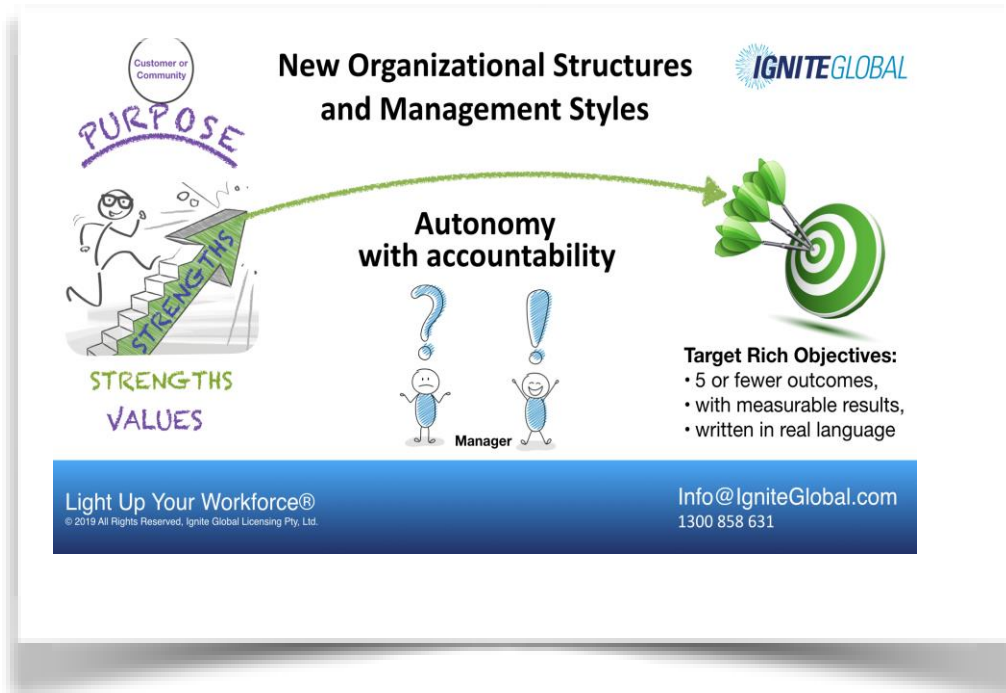 Customer or
Community
PURPOSE
New Organizational Structures
and Management Styles
IGNITEGLOBAL
STRENGTHS
Autonomy
with accountability
?
!
Manager
STRENGTHS
VALUES
Target Rich Objectives:
• 5 or fewer outcomes,
• with measurable results,
• written in real language
Light Up Your Workforce®
© 2019 All Rights Reserved, Ignite Global Licensing Pty, Ltd.
Info@IgniteGlobal.com
1300 858 631